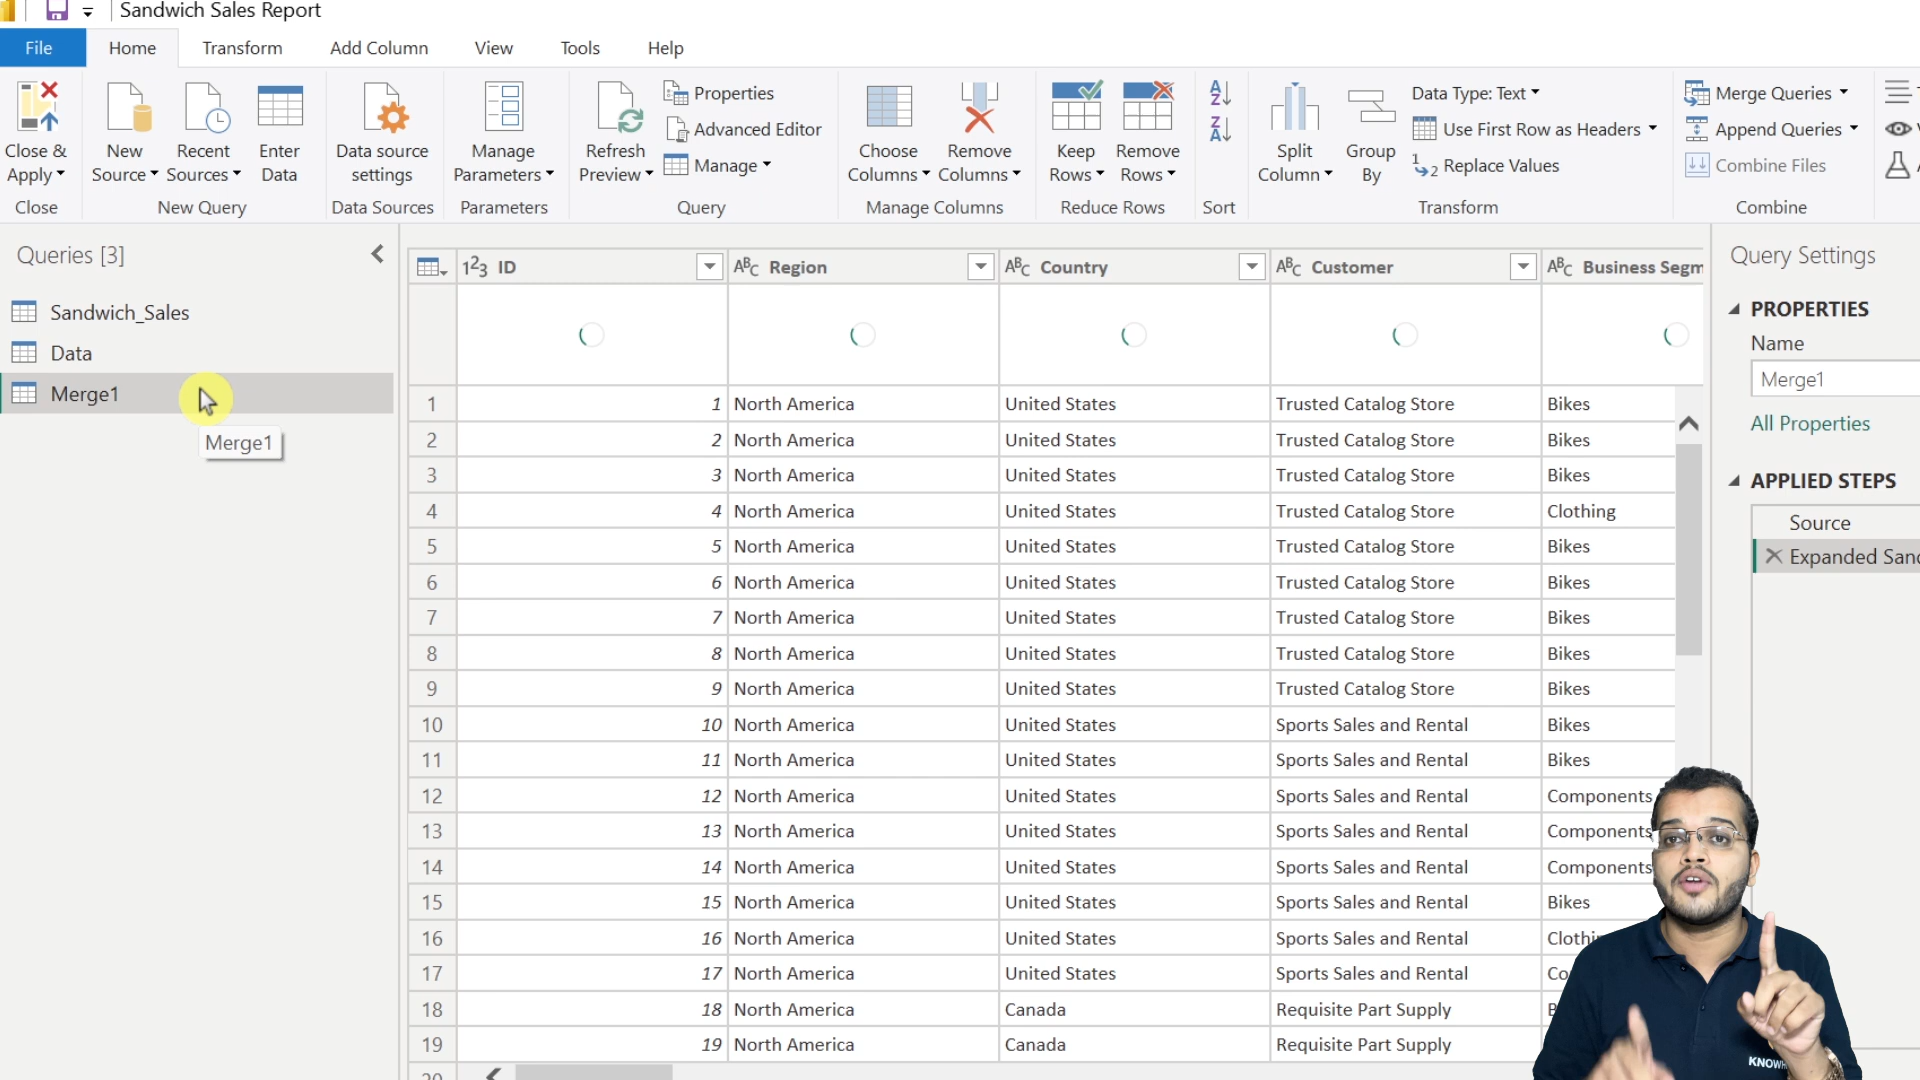 Sandwich Sales Report
File Home Transform Add Column View Tools Help
Close & Apply
New Source
Recent Sources
Enter Data
Data source settings
Manage Parameters
Refresh Preview
Properties
Advanced Editor
Manage
Choose Columns
Remove Columns
Keep Rows
Remove Rows
Split Column
Group By
Data Type: Text
Use First Row as Headers
Replace Values
Merge Queries
Append Queries
Combine Files
Close New Query Data Sources Parameters Query Manage Columns Reduce Rows Sort Transform Combine
Queries [3]
Sandwich_Sales
Data
Merge1
Merge1
ID Region Country Customer Business Segm
1 1 North America United States Trusted Catalog Store Bikes
2 2 North America United States Trusted Catalog Store Bikes
3 3 North America United States Trusted Catalog Store Bikes
4 4 North America United States Trusted Catalog Store Clothing
5 5 North America United States Trusted Catalog Store Bikes
6 6 North America United States Trusted Catalog Store Bikes
7 7 North America United States Trusted Catalog Store Bikes
8 8 North America United States Trusted Catalog Store Bikes
9 9 North America United States Trusted Catalog Store Bikes
10 10 North America United States Sports Sales and Rental Bikes
11 11 North America United States Sports Sales and Rental Bikes
12 12 North America United States Sports Sales and Rental Components
13 13 North America United States Sports Sales and Rental Components
14 14 North America United States Sports Sales and Rental Components
15 15 North America United States Sports Sales and Rental Bikes
16 16 North America United States Sports Sales and Rental
17 17 North America United States Sports Sales and Rental
18 18 North America Canada Requisite Part Supply
19 19 North America Canada Requisite Part Supply
Query Settings
PROPERTIES
Name
Merge1
All Properties
APPLIED STEPS
Source
Expanded Sand